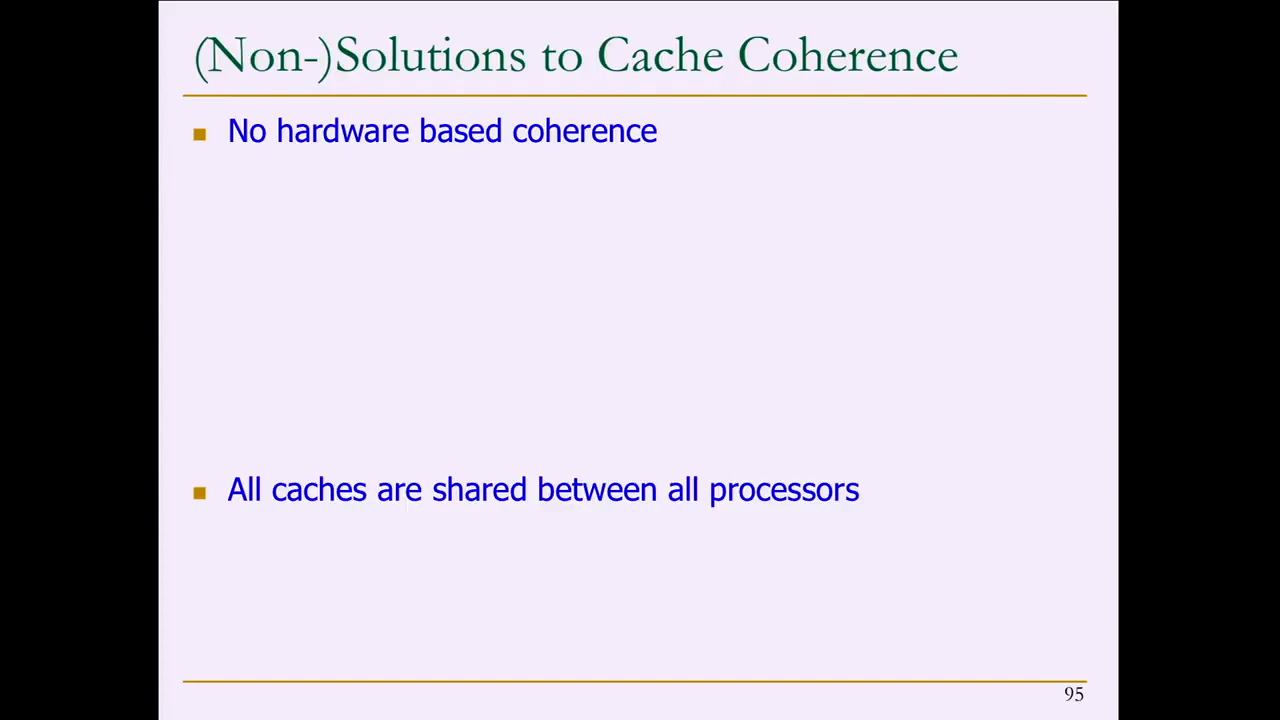 (Non-)Solutions to Cache Coherence
No hardware based coherence
All caches are shared between all processors
95